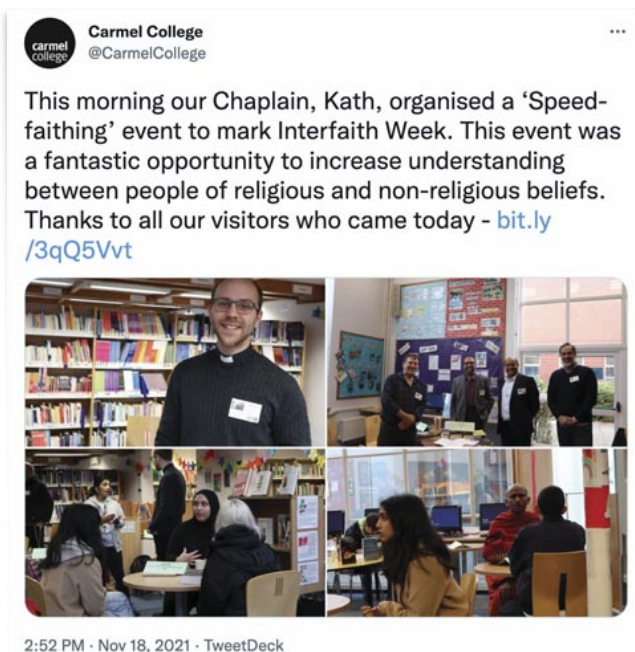 carmel
college
Carmel College
@CarmelCollege
This morning our Chaplain, Kath, organised a ‘Speed-
faithing’ event to mark Interfaith Week. This event was
a fantastic opportunity to increase understanding
between people of religious and non-religious beliefs.
Thanks to all our visitors who came today - bit.ly
/3qQ5Vvt
2:52 PM · Nov 18, 2021 · TweetDeck